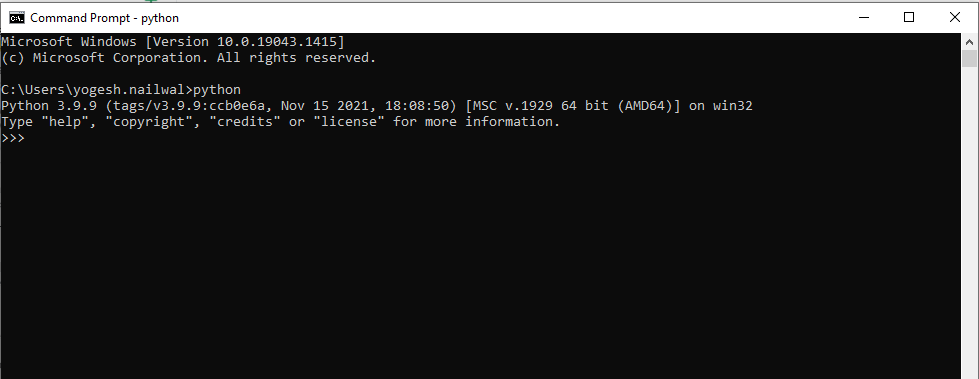 Command Prompt - python
Microsoft Windows [Version 10.0.19043.1415]
(c) Microsoft Corporation. All rights reserved.
C:\Users\yogesh.nailwal>python
Python 3.9.9 (tags/v3.9.9:ccb0e6a, Nov 15 2021, 18:08:50) [MSC v.1929 64 bit (AMD64)] on win32
Type "help", "copyright", "credits" or "license" for more information.
>>>